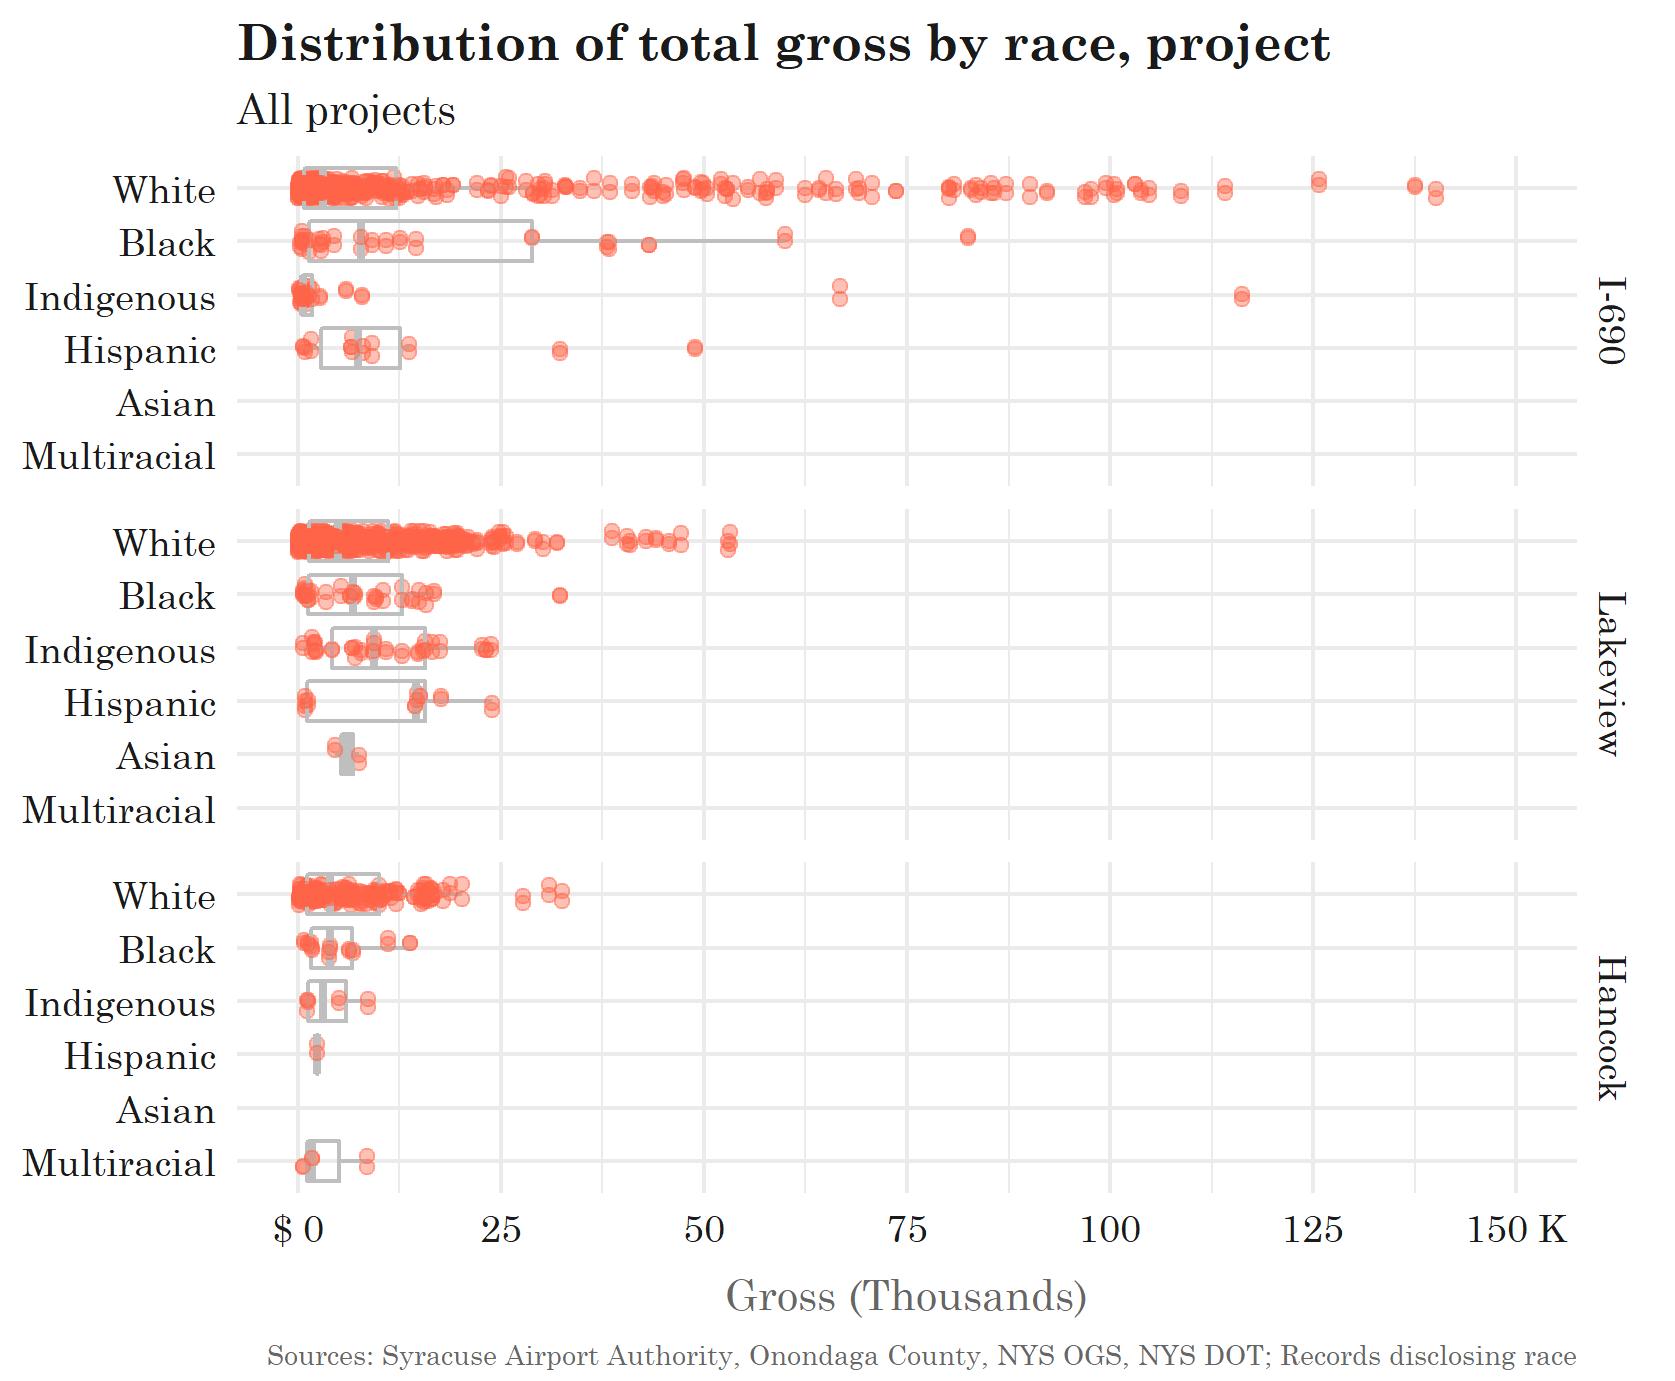 Distribution of total gross by race, project
All projects
White
Black
Indigenous
Hispanic
Asian
Multiracial
I-690
White
Black
Indigenous
Hispanic
Asian
Multiracial
Lakeview
White
Black
Indigenous
Hispanic
Asian
Multiracial
Hancock
$ 0 25 50 75 100 125 150 K
Gross (Thousands)
Sources: Syracuse Airport Authority, Onondaga County, NYS OGS, NYS DOT; Records disclosing race